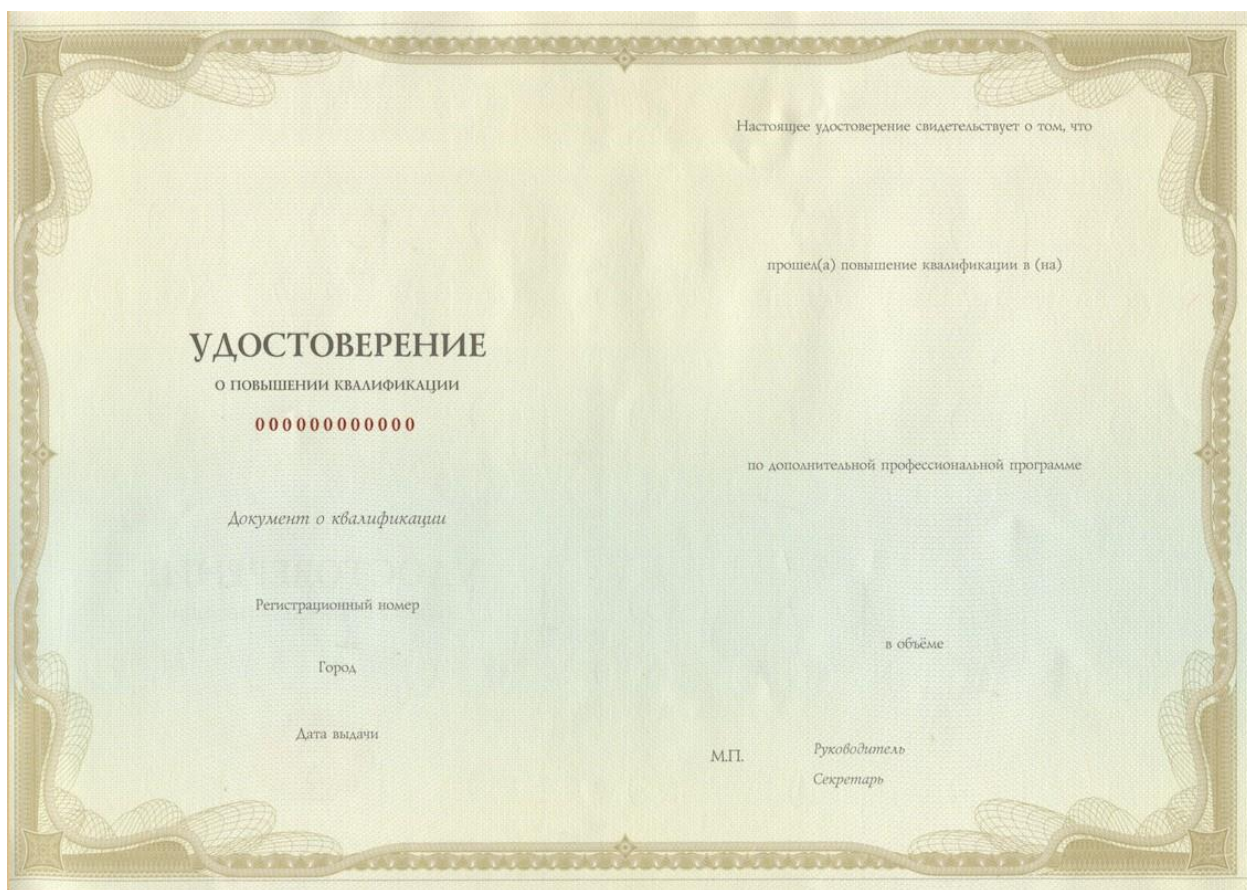 УДОСТОВЕРЕНИЕ
О ПОВЫШЕНИИ КВАЛИФИКАЦИИ
000000000000
Документ о квалификации
Регистрационный номер
Город
Дата выдачи
Настоящее удостоверение свидетельствует о том, что
прошел(а) повышение квалификации в (на)
по дополнительной профессиональной программе
в объёме
М.П.
Руководитель
Секретарь